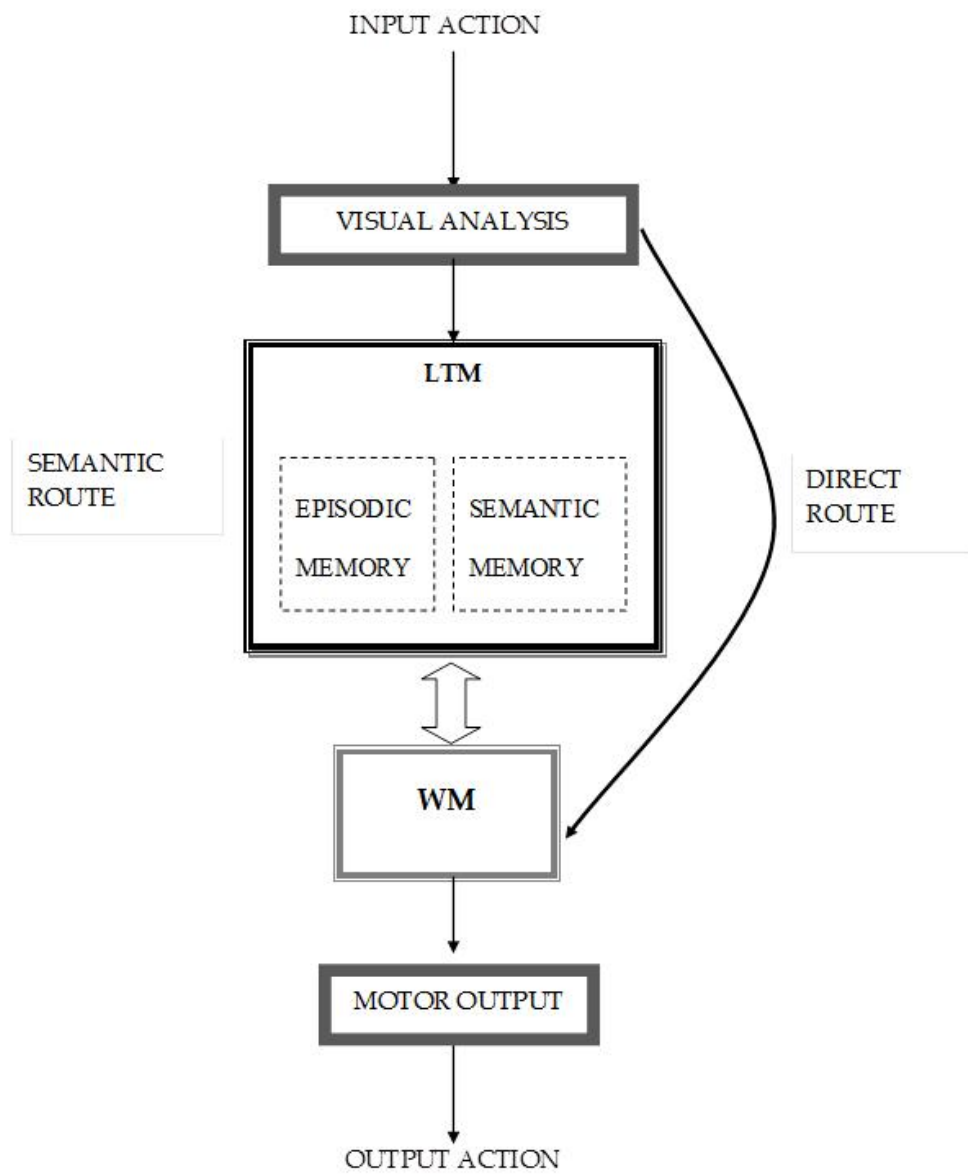 INPUT ACTION
VISUAL ANALYSIS
LTM
SEMANTIC
ROUTE
EPISODIC
MEMORY
SEMANTIC
MEMORY
DIRECT
ROUTE
WM
MOTOR OUTPUT
OUTPUT ACTION